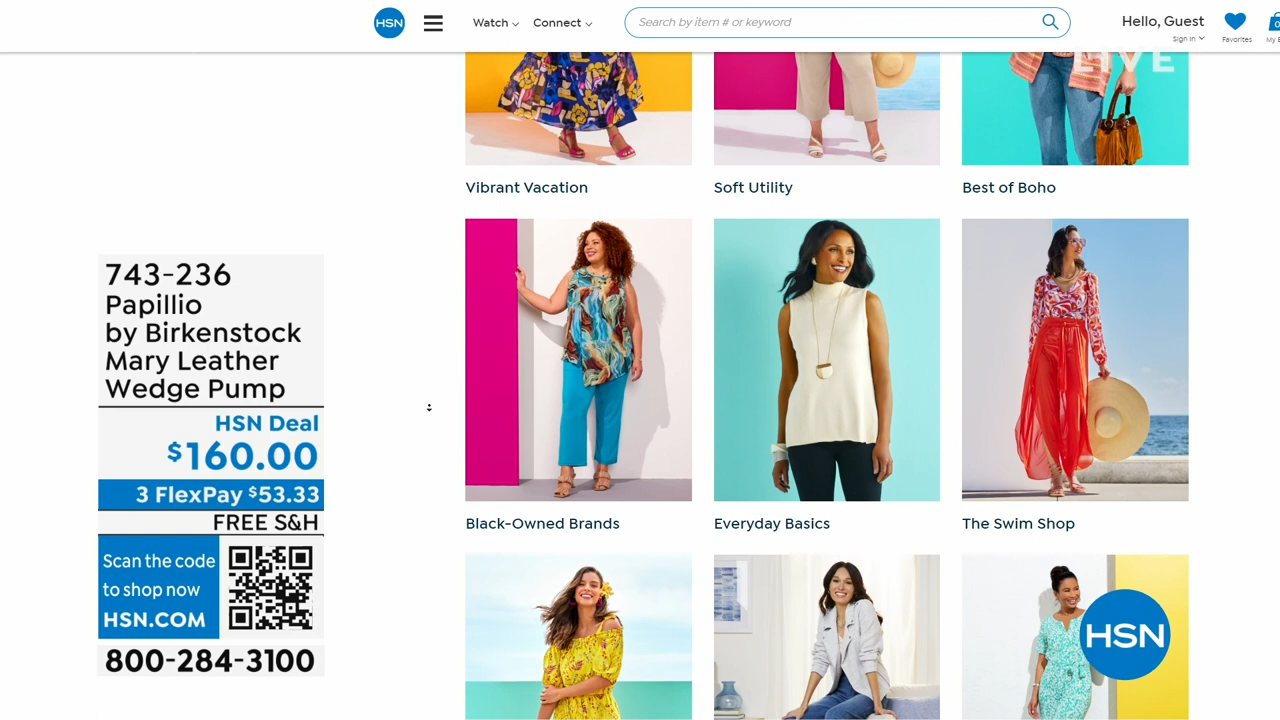 HSN
Watch
Connect
Search by item # or keyword
Hello, Guest
Sign In
Favorites
0
LIVE
Vibrant Vacation
Soft Utility
Best of Boho
743-236
Papillio
by Birkenstock
Mary Leather
Wedge Pump
HSN Deal
$160.00
3 FlexPay $53.33
FREE S&H
Scan the code
to shop now
HSN.COM
800-284-3100
Black-Owned Brands
Everyday Basics
The Swim Shop
HSN